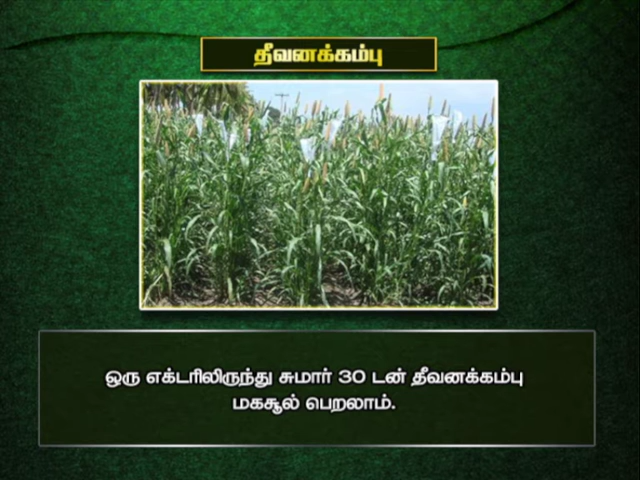 தீவனக்கம்பு
ஒரு எக்டரிலிருந்து சுமார் 30 டன் தீவனக்கம்பு
மகசூல் பெறலாம்.